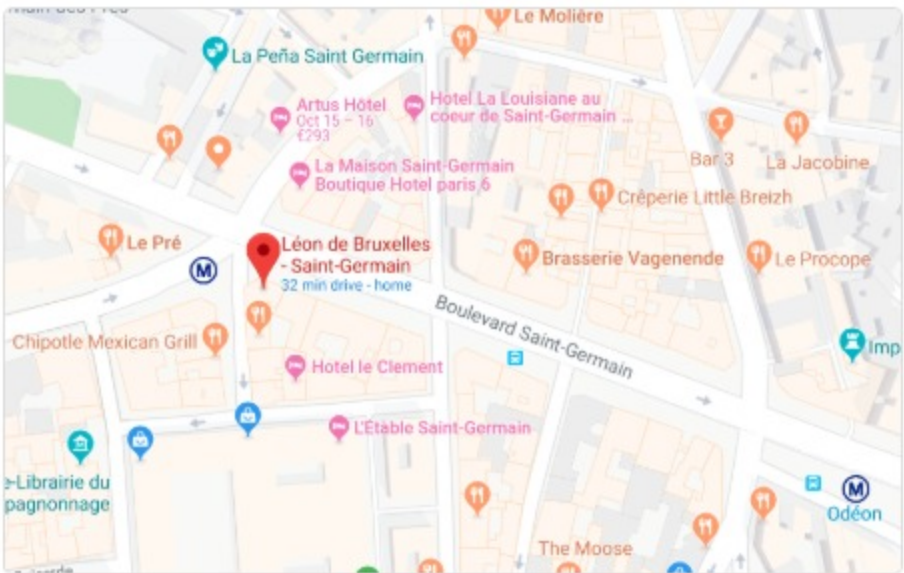 Le Molière
La Peña Saint Germain
Artus Hôtel
Oct 15 – 16
€293
Hotel La Louisiane au
coeur de Saint-Germain ...
Bar 3
La Jacobine
La Maison Saint-Germain
Boutique Hotel paris 6
Crêperie Little Breizh
Le Pré
Léon de Bruxelles
- Saint-Germain
32 min drive - home
M
Brasserie Vagenende
Le Procope
Boulevard Saint-Germain
Chipotle Mexican Grill
Imp
Hotel le Clement
L'Étable Saint-Germain
e-Librairie du
pagnonnage
M
Odéon
The Moose